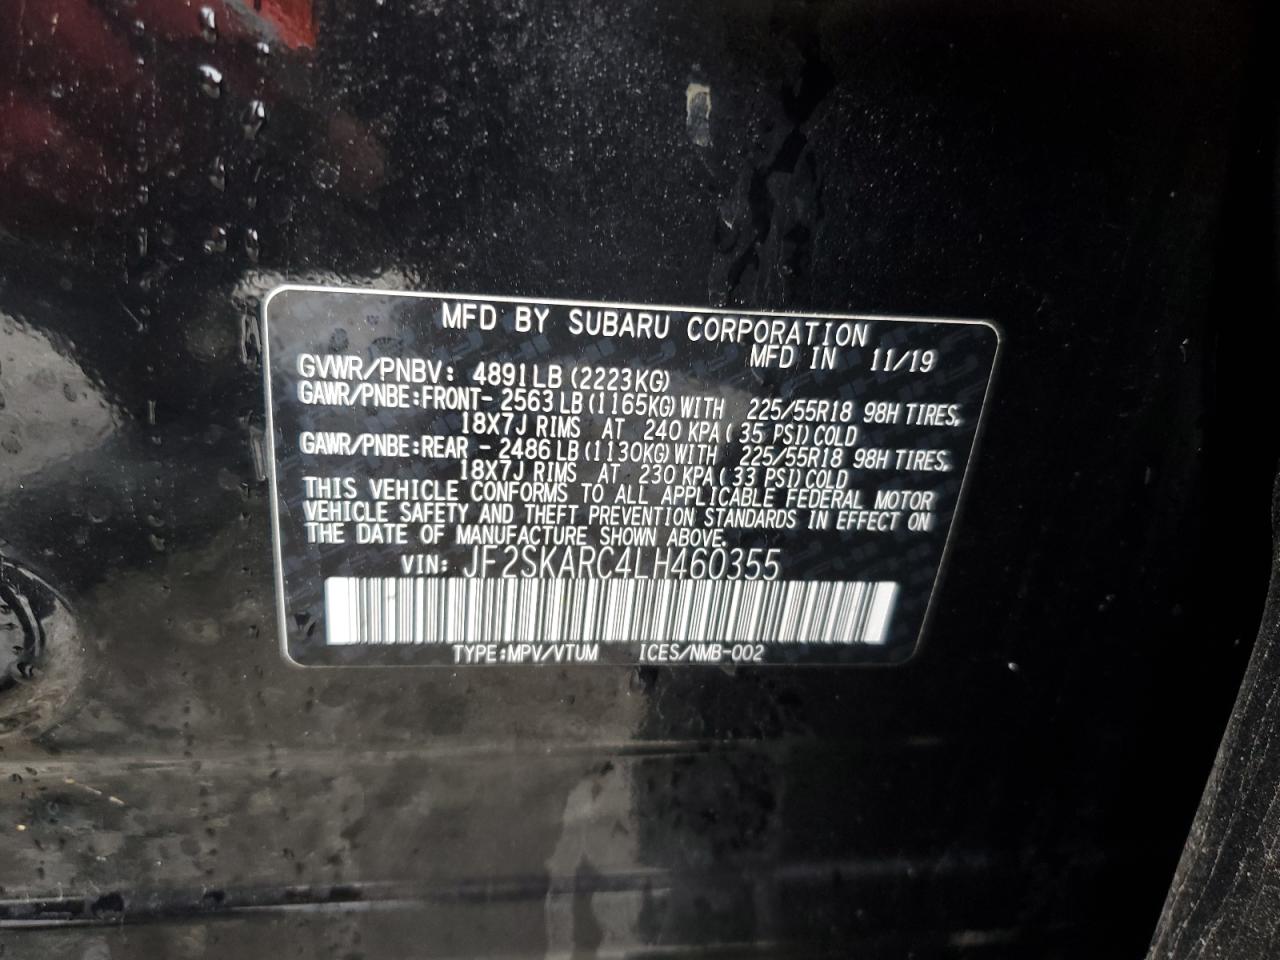 MFD BY SUBARU CORPORATION
MFD IN 11/19
GVWR/PNBV: 4891LB (2223KG)
GAWR/PNBE:FRONT- 2563 LB (1165KG) WITH 225/55R18 98H TIRES,
18X7J RIMS AT 240 KPA ( 35 PSI) COLD
GAWR/PNBE:REAR - 2486 LB (1130KG) WITH 225/55R18 98H TIRES,
18X7J RIMS AT 230 KPA ( 33 PSI) COLD
THIS VEHICLE CONFORMS TO ALL APPLICABLE FEDERAL MOTOR
VEHICLE SAFETY AND THEFT PREVENTION STANDARDS IN EFFECT ON
THE DATE OF MANUFACTURE SHOWN ABOVE.
VIN: JF2SKARC4LH460355
TYPE:MPV/VTUM ICES/NMB-002